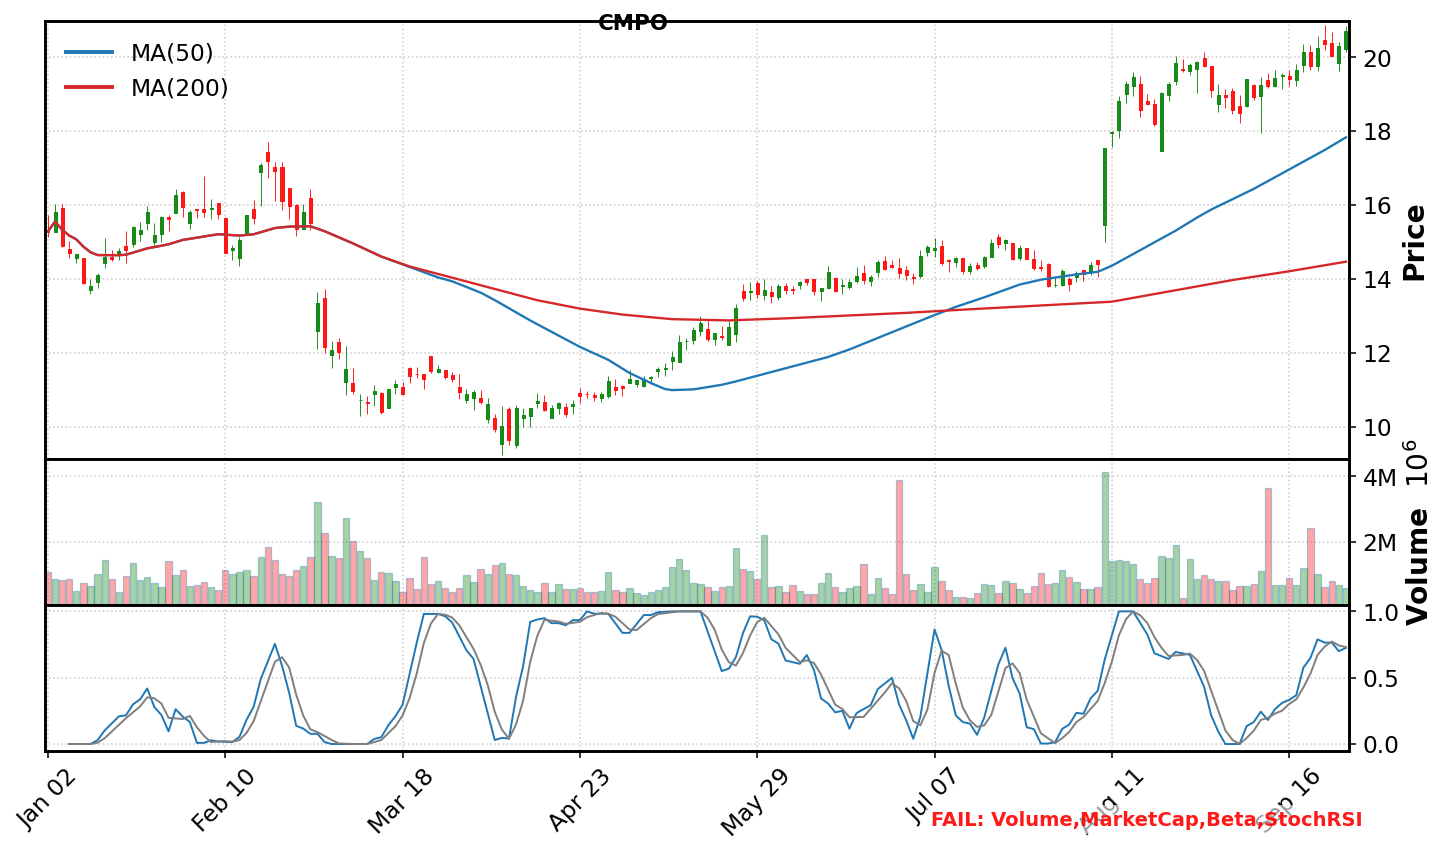 CMPO
MA(50)
MA(200)
20
18
16
14
12
10
Price
4M
2M
Volume 10^6
1.0
0.5
0.0
Jan 02
Feb 10
Mar 18
Apr 23
May 29
Jul 07
Aug 11
Sep 16
FAIL: Volume,MarketCap,Beta,StochRSI